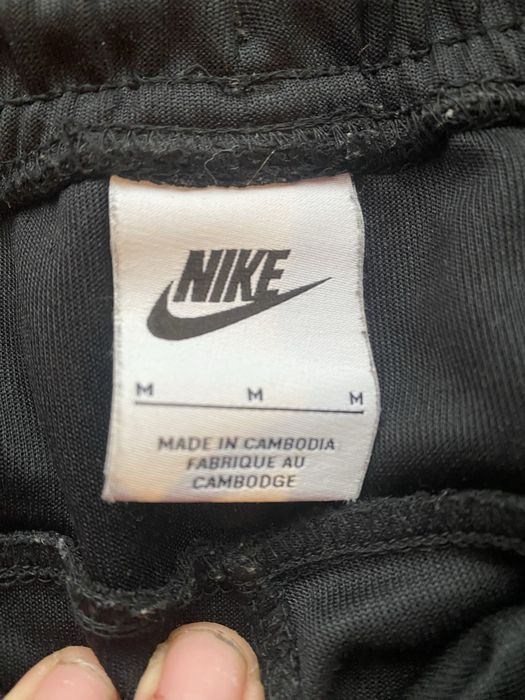 NIKE
M M M
MADE IN CAMBODIA
FABRIQUE AU
CAMBODGE